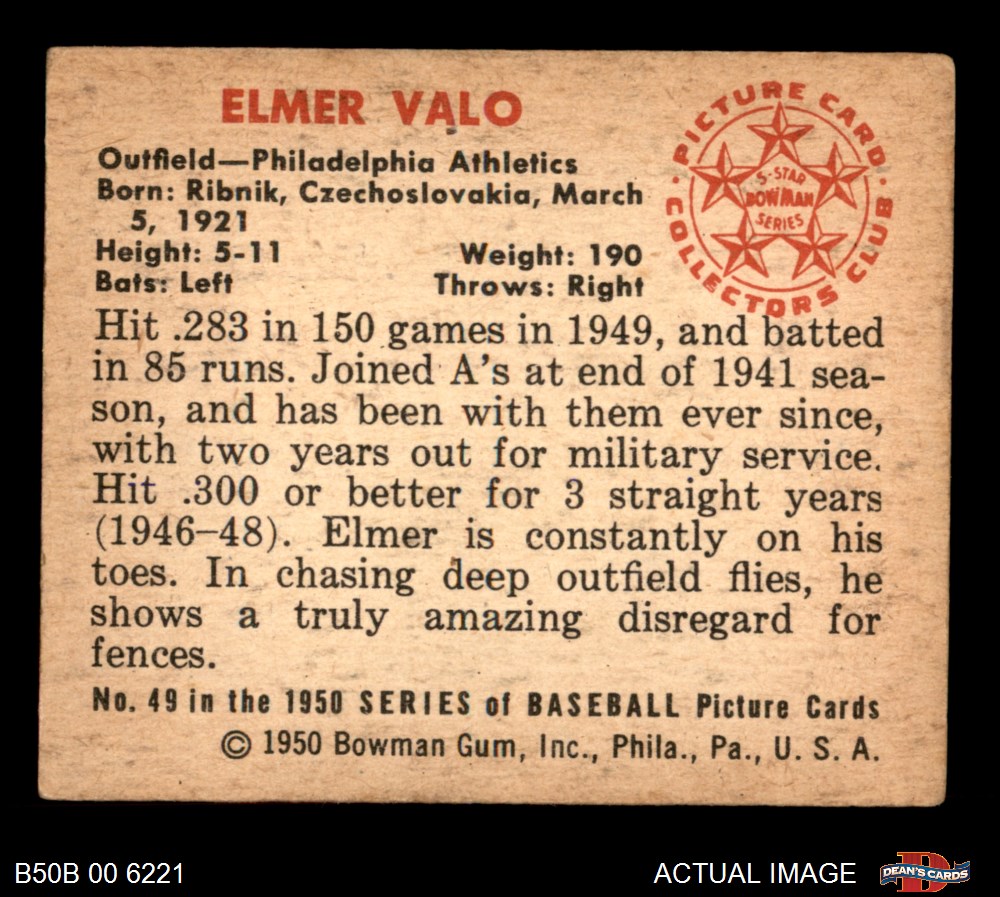 ELMER VALO
Outfield—Philadelphia Athletics
Born: Ribnik, Czechoslovakia, March
5, 1921
Height: 5-11 Weight: 190
Bats: Left Throws: Right
PICTURE CARD
COLLECTORS CLUB
5-STAR
BOWMAN
SERIES
Hit .283 in 150 games in 1949, and batted
in 85 runs. Joined A's at end of 1941 sea-
son, and has been with them ever since,
with two years out for military service.
Hit .300 or better for 3 straight years
(1946–48). Elmer is constantly on his
toes. In chasing deep outfield flies, he
shows a truly amazing disregard for
fences.
No. 49 in the 1950 SERIES of BASEBALL Picture Cards
© 1950 Bowman Gum, Inc., Phila., Pa., U. S. A.
B50B 00 6221 ACTUAL IMAGE
D
DEAN'S CARDS